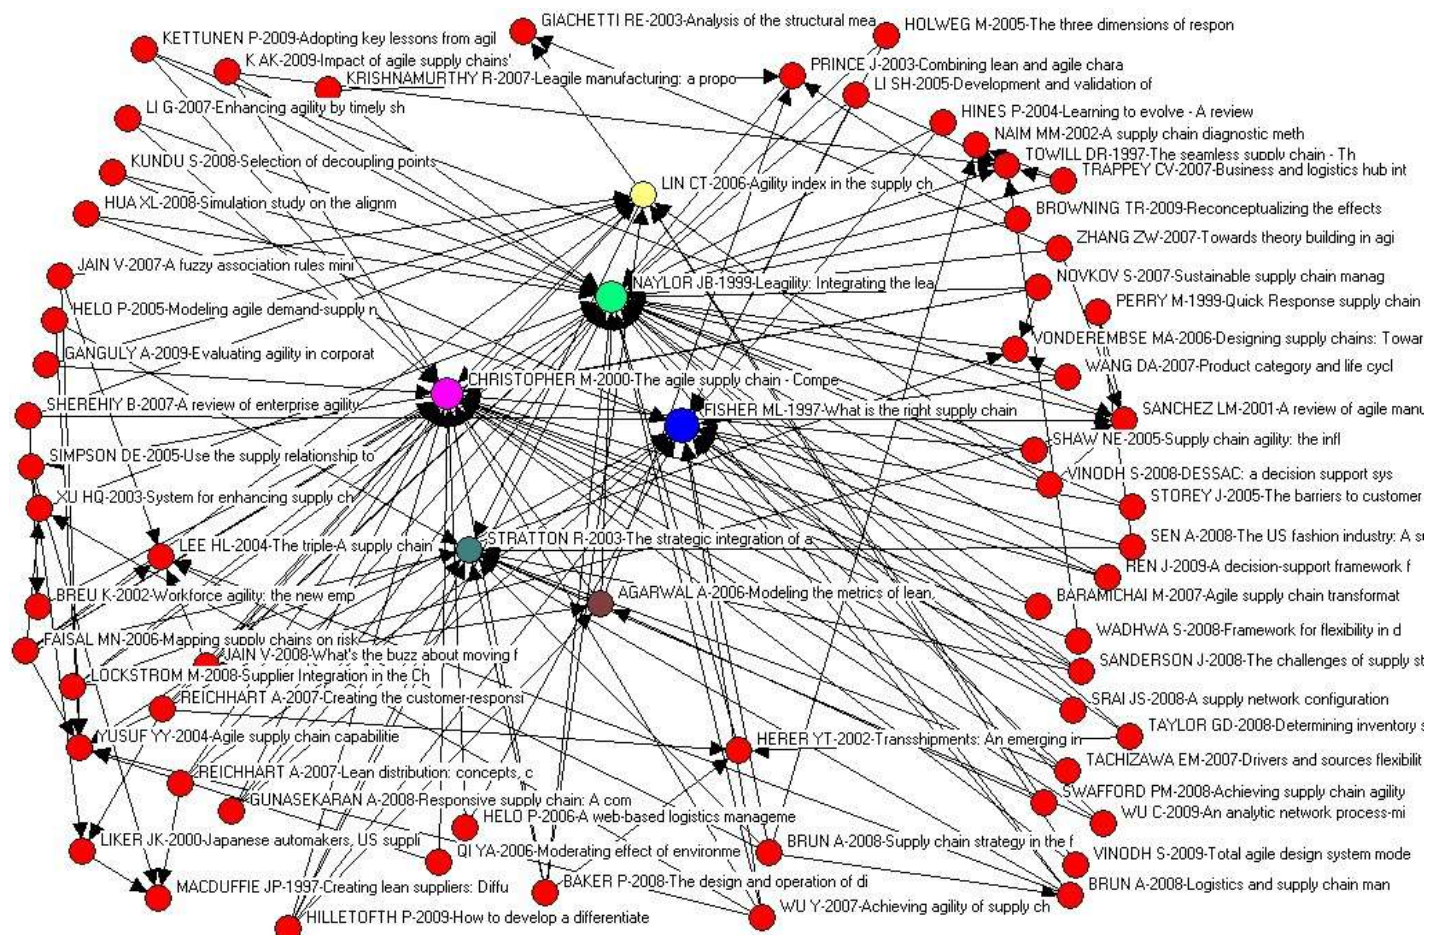 GIACHETTI RE-2003-Analysis of the structural mea
HOLWEG M-2005-The three dimensions of respon
KETTUNEN P-2009-Adopting key lessons from agil
K AK-2009-Impact of agile supply chains'
PRINCE J-2003-Combining lean and agile chara
KRISHNAMURTHY R-2007-Leagile manufacturing: a propo
LI SH-2005-Development and validation of
LI G-2007-Enhancing agility by timely sh
HINES P-2004-Learning to evolve - A review
NAIM MM-2002-A supply chain diagnostic meth
TOWILL DR-1997-The seamless supply chain - Th
KUNDU S-2008-Selection of decoupling points
TRAPPEY CV-2007-Business and logistics hub int
LIN CT-2006-Agility index in the supply ch
HUA XL-2008-Simulation study on the alignm
BROWNING TR-2009-Reconceptualizing the effects
ZHANG ZW-2007-Towards theory building in agi
JAIN V-2007-A fuzzy association rules mini
NOVKOV S-2007-Sustainable supply chain manag
NAYLOR JB-1999-Leagility: Integrating the lea
PERRY M-1999-Quick Response supply chain
HELO P-2005-Modeling agile demand-supply n
VONDEREMBSE MA-2006-Designing supply chains: Towar
GANGULY A-2009-Evaluating agility in corporat
WANG DA-2007-Product category and life cycl
CHRISTOPHER M-2000-The agile supply chain - Compe
SHEREHIY B-2007-A review of enterprise agility:
FISHER ML-1997-What is the right supply chain
SANCHEZ LM-2001-A review of agile manu
SHAW NE-2005-Supply chain agility: the infl
SIMPSON DE-2005-Use the supply relationship to
VINODH S-2008-DESSAC: a decision support sys
XU HQ-2003-System for enhancing supply ch
STOREY J-2005-The barriers to customer
SEN A-2008-The US fashion industry: A su
STRATTON R-2003-The strategic integration of a
LEE HL-2004-The triple-A supply chain
REN J-2009-A decision-support framework f
BREU K-2002-Workforce agility: the new emp
AGARWAL A-2006-Modeling the metrics of lean,
BARAMICHAI M-2007-Agile supply chain transformat
WADHWA S-2008-Framework for flexibility in d
FAISAL MN-2006-Mapping supply chains on risk
JAIN V-2008-What's the buzz about moving f
SANDERSON J-2008-The challenges of supply st
LOCKSTROM M-2008-Supplier Integration in the Ch
REICHHART A-2007-Creating the customer-responsi
SRAI JS-2008-A supply network configuration
TAYLOR GD-2008-Determining inventory s
YUSUF YY-2004-Agile supply chain capabilitie
HERER YT-2002-Transshipments: An emerging in
TACHIZAWA EM-2007-Drivers and sources flexibilit
REICHHART A-2007-Lean distribution: concepts, c
SWAFFORD PM-2008-Achieving supply chain agility
GUNASEKARAN A-2008-Responsive supply chain: A com
HELO P-2006-A web-based logistics manageme
WU C-2009-An analytic network process-mi
LIKER JK-2000-Japanese automakers, US suppli
BRUN A-2008-Supply chain strategy in the f
QI YA-2006-Moderating effect of environme
VINODH S-2009-Total agile design system mode
BAKER P-2008-The design and operation of di
MACDUFFIE JP-1997-Creating lean suppliers: Diffu
BRUN A-2008-Logistics and supply chain man
WU Y-2007-Achieving agility of supply ch
HILLETOFTH P-2009-How to develop a differentiate